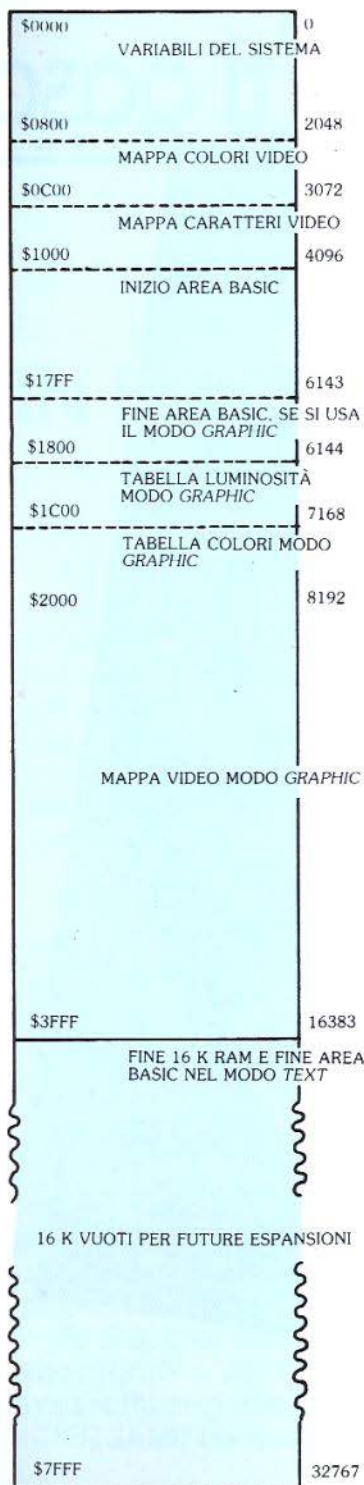 $0000 0
VARIABILI DEL SISTEMA
$0800 2048
MAPPA COLORI VIDEO
$0C00 3072
MAPPA CARATTERI VIDEO
$1000 4096
INIZIO AREA BASIC
$17FF 6143
FINE AREA BASIC, SE SI USA
IL MODO GRAPHIC
$1800 6144
TABELLA LUMINOSITÀ
MODO GRAPHIC
$1C00 7168
TABELLA COLORI MODO
GRAPHIC
$2000 8192
MAPPA VIDEO MODO GRAPHIC
$3FFF 16383
FINE 16 K RAM E FINE AREA
BASIC NEL MODO TEXT
16 K VUOTI PER FUTURE ESPANSIONI
$7FFF 32767